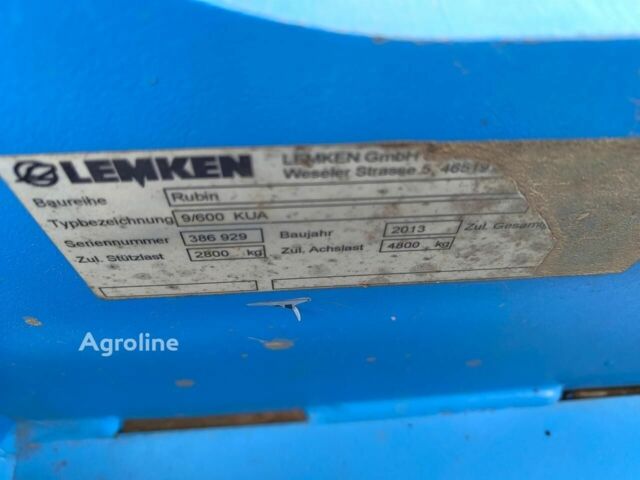 LEMKEN
LEMKEN GmbH
Weseler Strasse 5, 46519
Baureihe Rubin
Typbezeichnung 9/600 KUA
Seriennummer 386 929 Baujahr 2013 Zul. Gesamt
Zul. Stützlast 2800 kg Zul. Achslast 4800 kg
Agroline